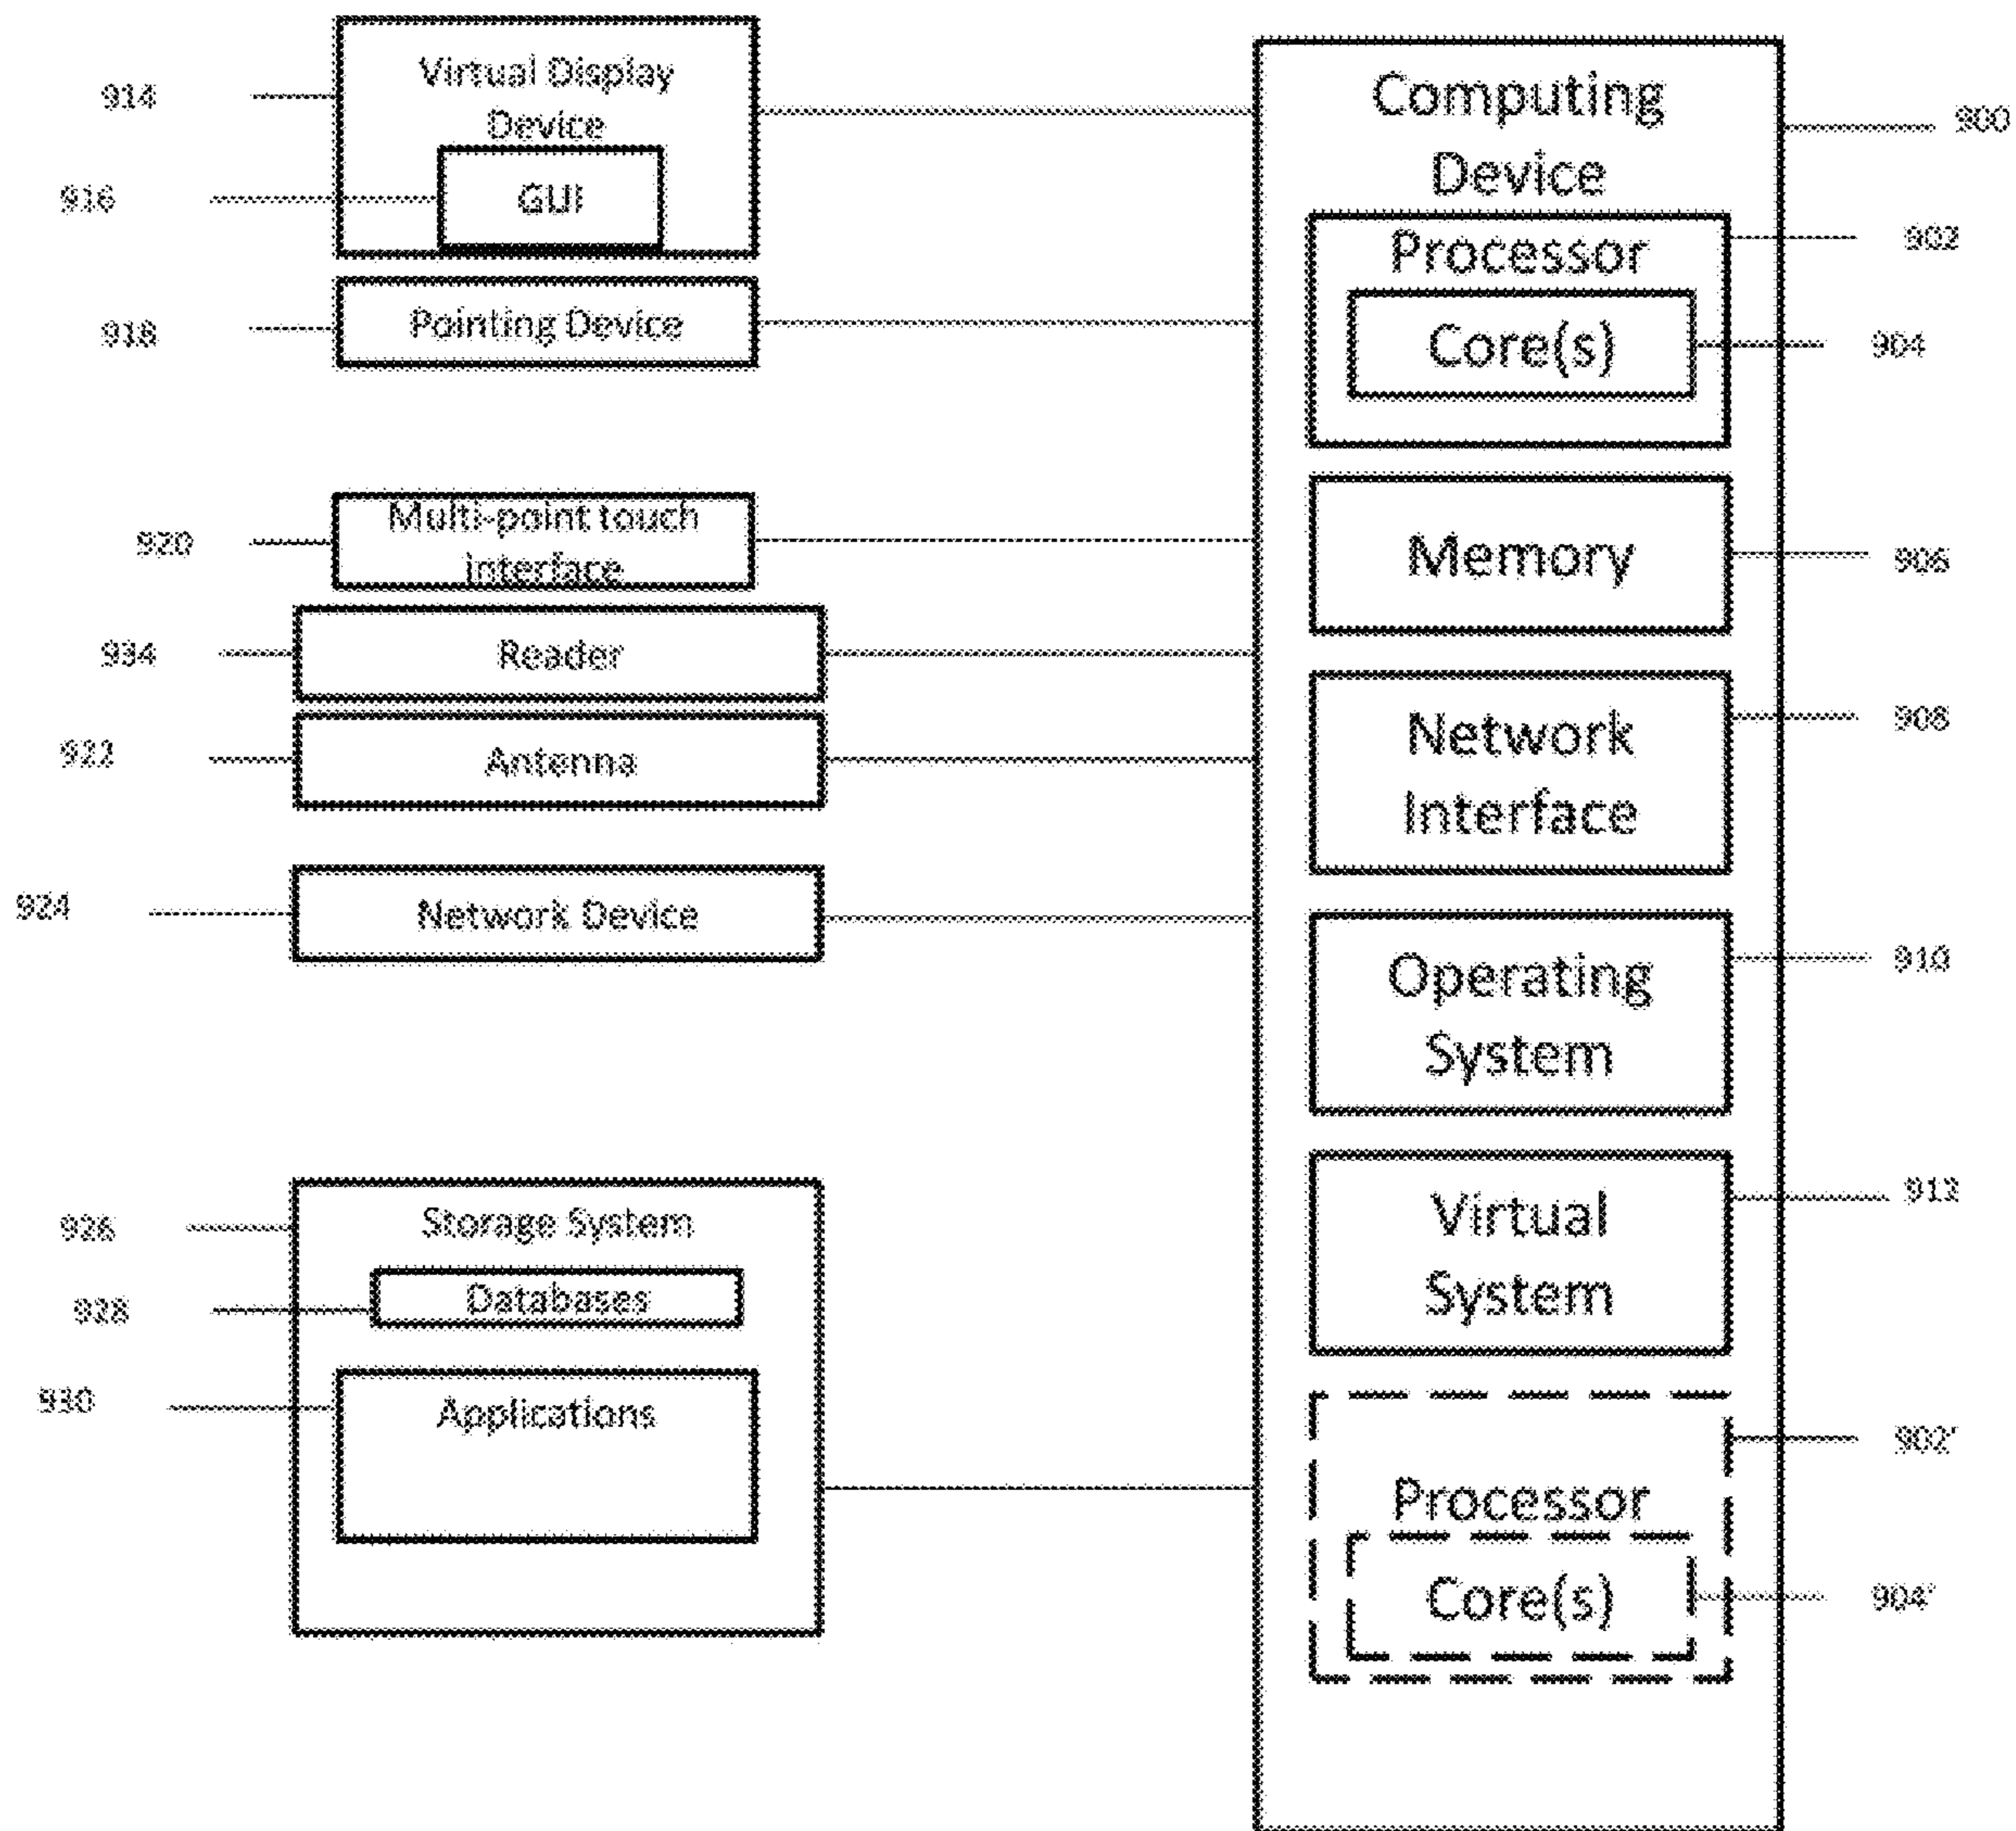 914
Virtual Display
Device
916
GUI
918
Pointing Device
920
Multi-point touch
interface
934
Reader
922
Antenna
924
Network Device
926
Storage System
928
Databases
930
Applications
Computing
Device
900
Processor
902
Core(s)
904
Memory
906
Network
Interface
908
Operating
System
910
Virtual
System
912
Processor
902'
Core(s)
904'